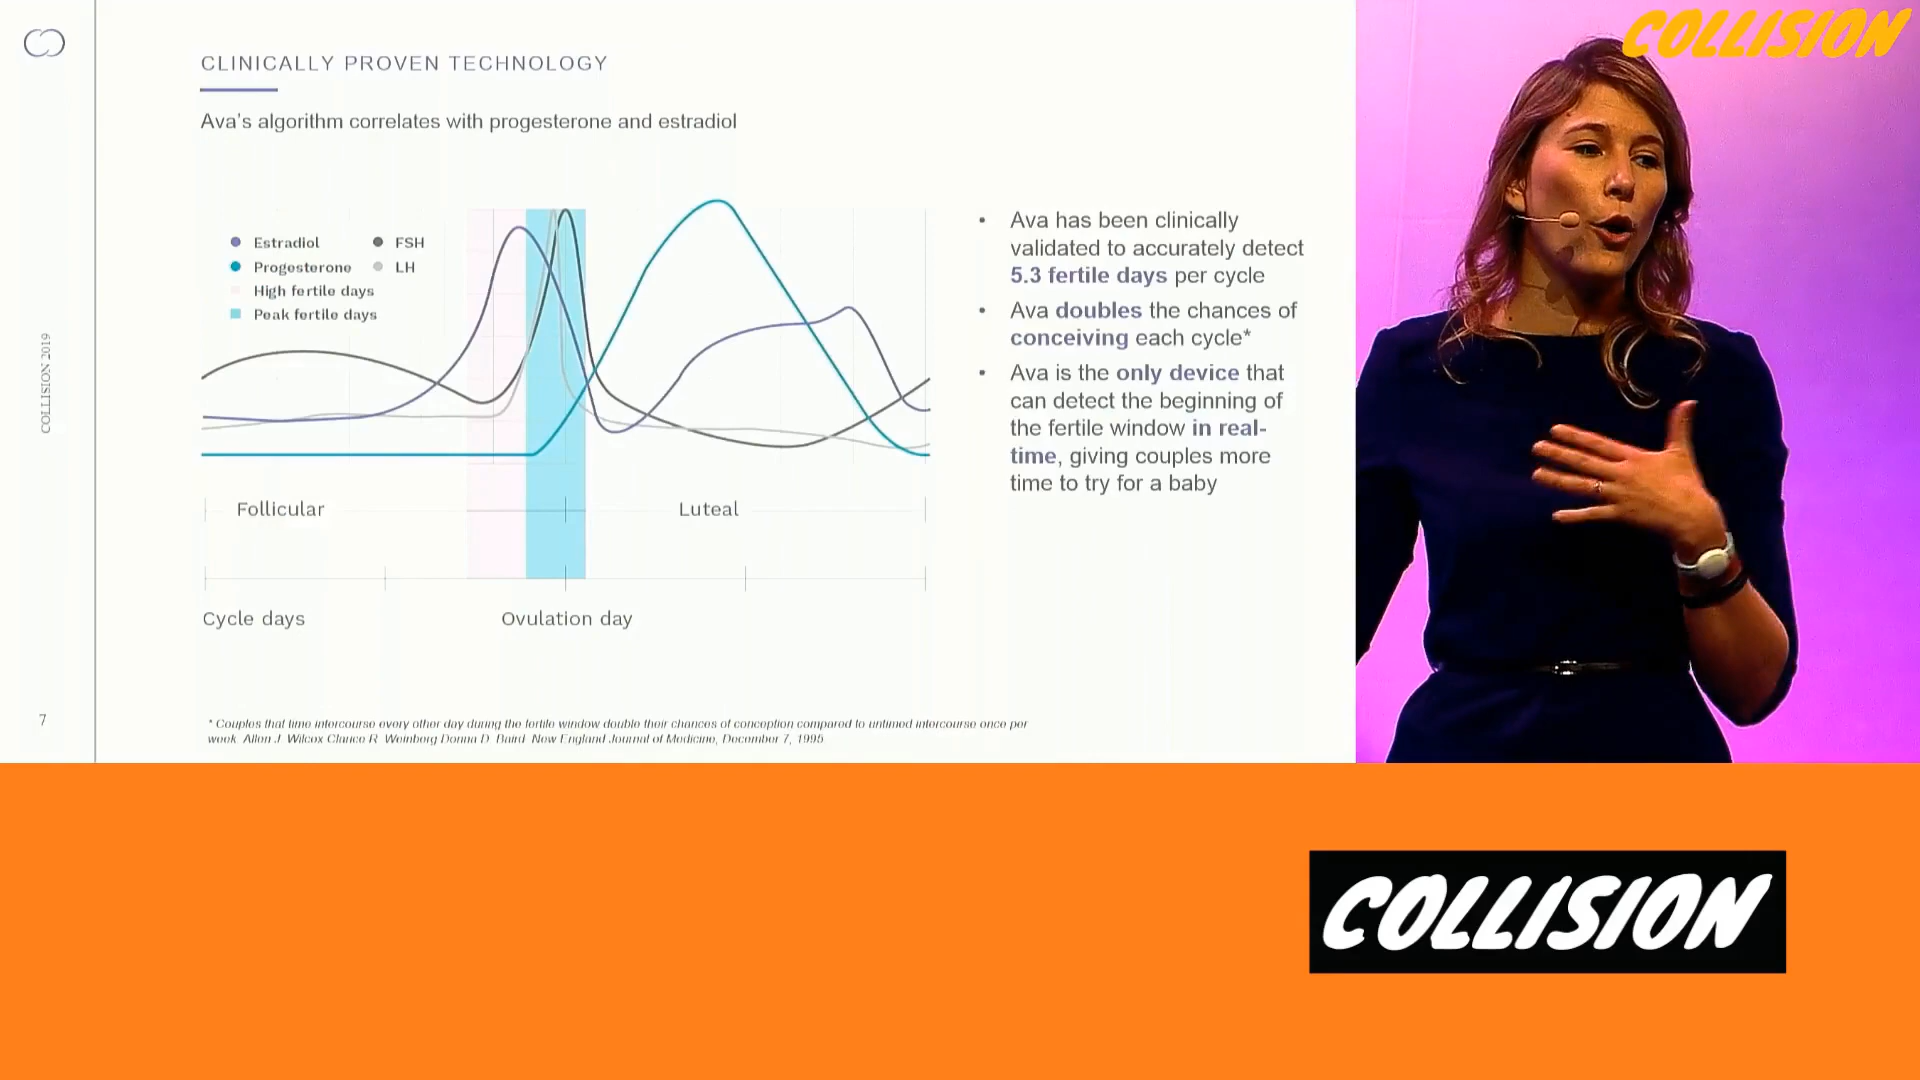 COLLISION
CLINICALLY PROVEN TECHNOLOGY
Ava's algorithm correlates with progesterone and estradiol
Estradiol
FSH
Progesterone
LH
High fertile days
Peak fertile days
Follicular
Luteal
Cycle days
Ovulation day
• Ava has been clinically
validated to accurately detect
5.3 fertile days per cycle
• Ava doubles the chances of
conceiving each cycle*
• Ava is the only device that
can detect the beginning of
the fertile window in real-
time, giving couples more
time to try for a baby
* Couples that time intercourse every other day during the fertile window double their chances of conception compared to untimed intercourse once per
week. Allen J. Wilcox Clarice R. Weinberg Donna D. Baird. New England Journal of Medicine, December 7, 1995
COLLISION 2019
7
COLLISION